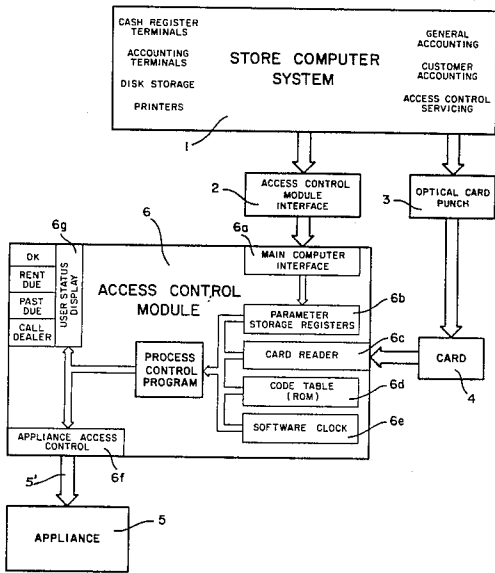 CASH REGISTER
TERMINALS
ACCOUNTING
TERMINALS
DISK STORAGE
PRINTERS
STORE COMPUTER
SYSTEM
GENERAL
ACCOUNTING
CUSTOMER
ACCOUNTING
ACCESS CONTROL
SERVICING
1
2
ACCESS CONTROL
MODULE
INTERFACE
3
OPTICAL CARD
PUNCH
6g
6
6a
MAIN COMPUTER
INTERFACE
OK
RENT
DUE
PAST
DUE
CALL
DEALER
USER STATUS
DISPLAY
ACCESS CONTROL
MODULE
6b
PARAMETER
STORAGE REGISTERS
6c
CARD READER
PROCESS
CONTROL
PROGRAM
CODE TABLE
(ROM)
6d
SOFTWARE CLOCK
6e
CARD
4
APPLIANCE ACCESS
CONTROL
6f
5'
5
APPLIANCE